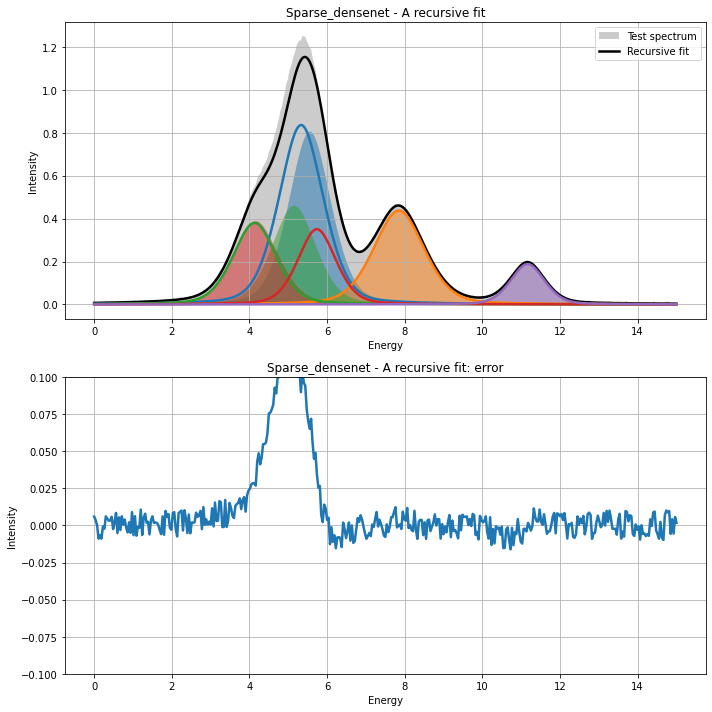 Sparse_densenet - A recursive fit
Test spectrum
Recursive fit
Intensity
1.2
1.0
0.8
0.6
0.4
0.2
0.0
0 2 4 6 8 10 12 14
Energy
Sparse_densenet - A recursive fit: error
Intensity
0.100
0.075
0.050
0.025
0.000
−0.025
−0.050
−0.075
−0.100
0 2 4 6 8 10 12 14
Energy